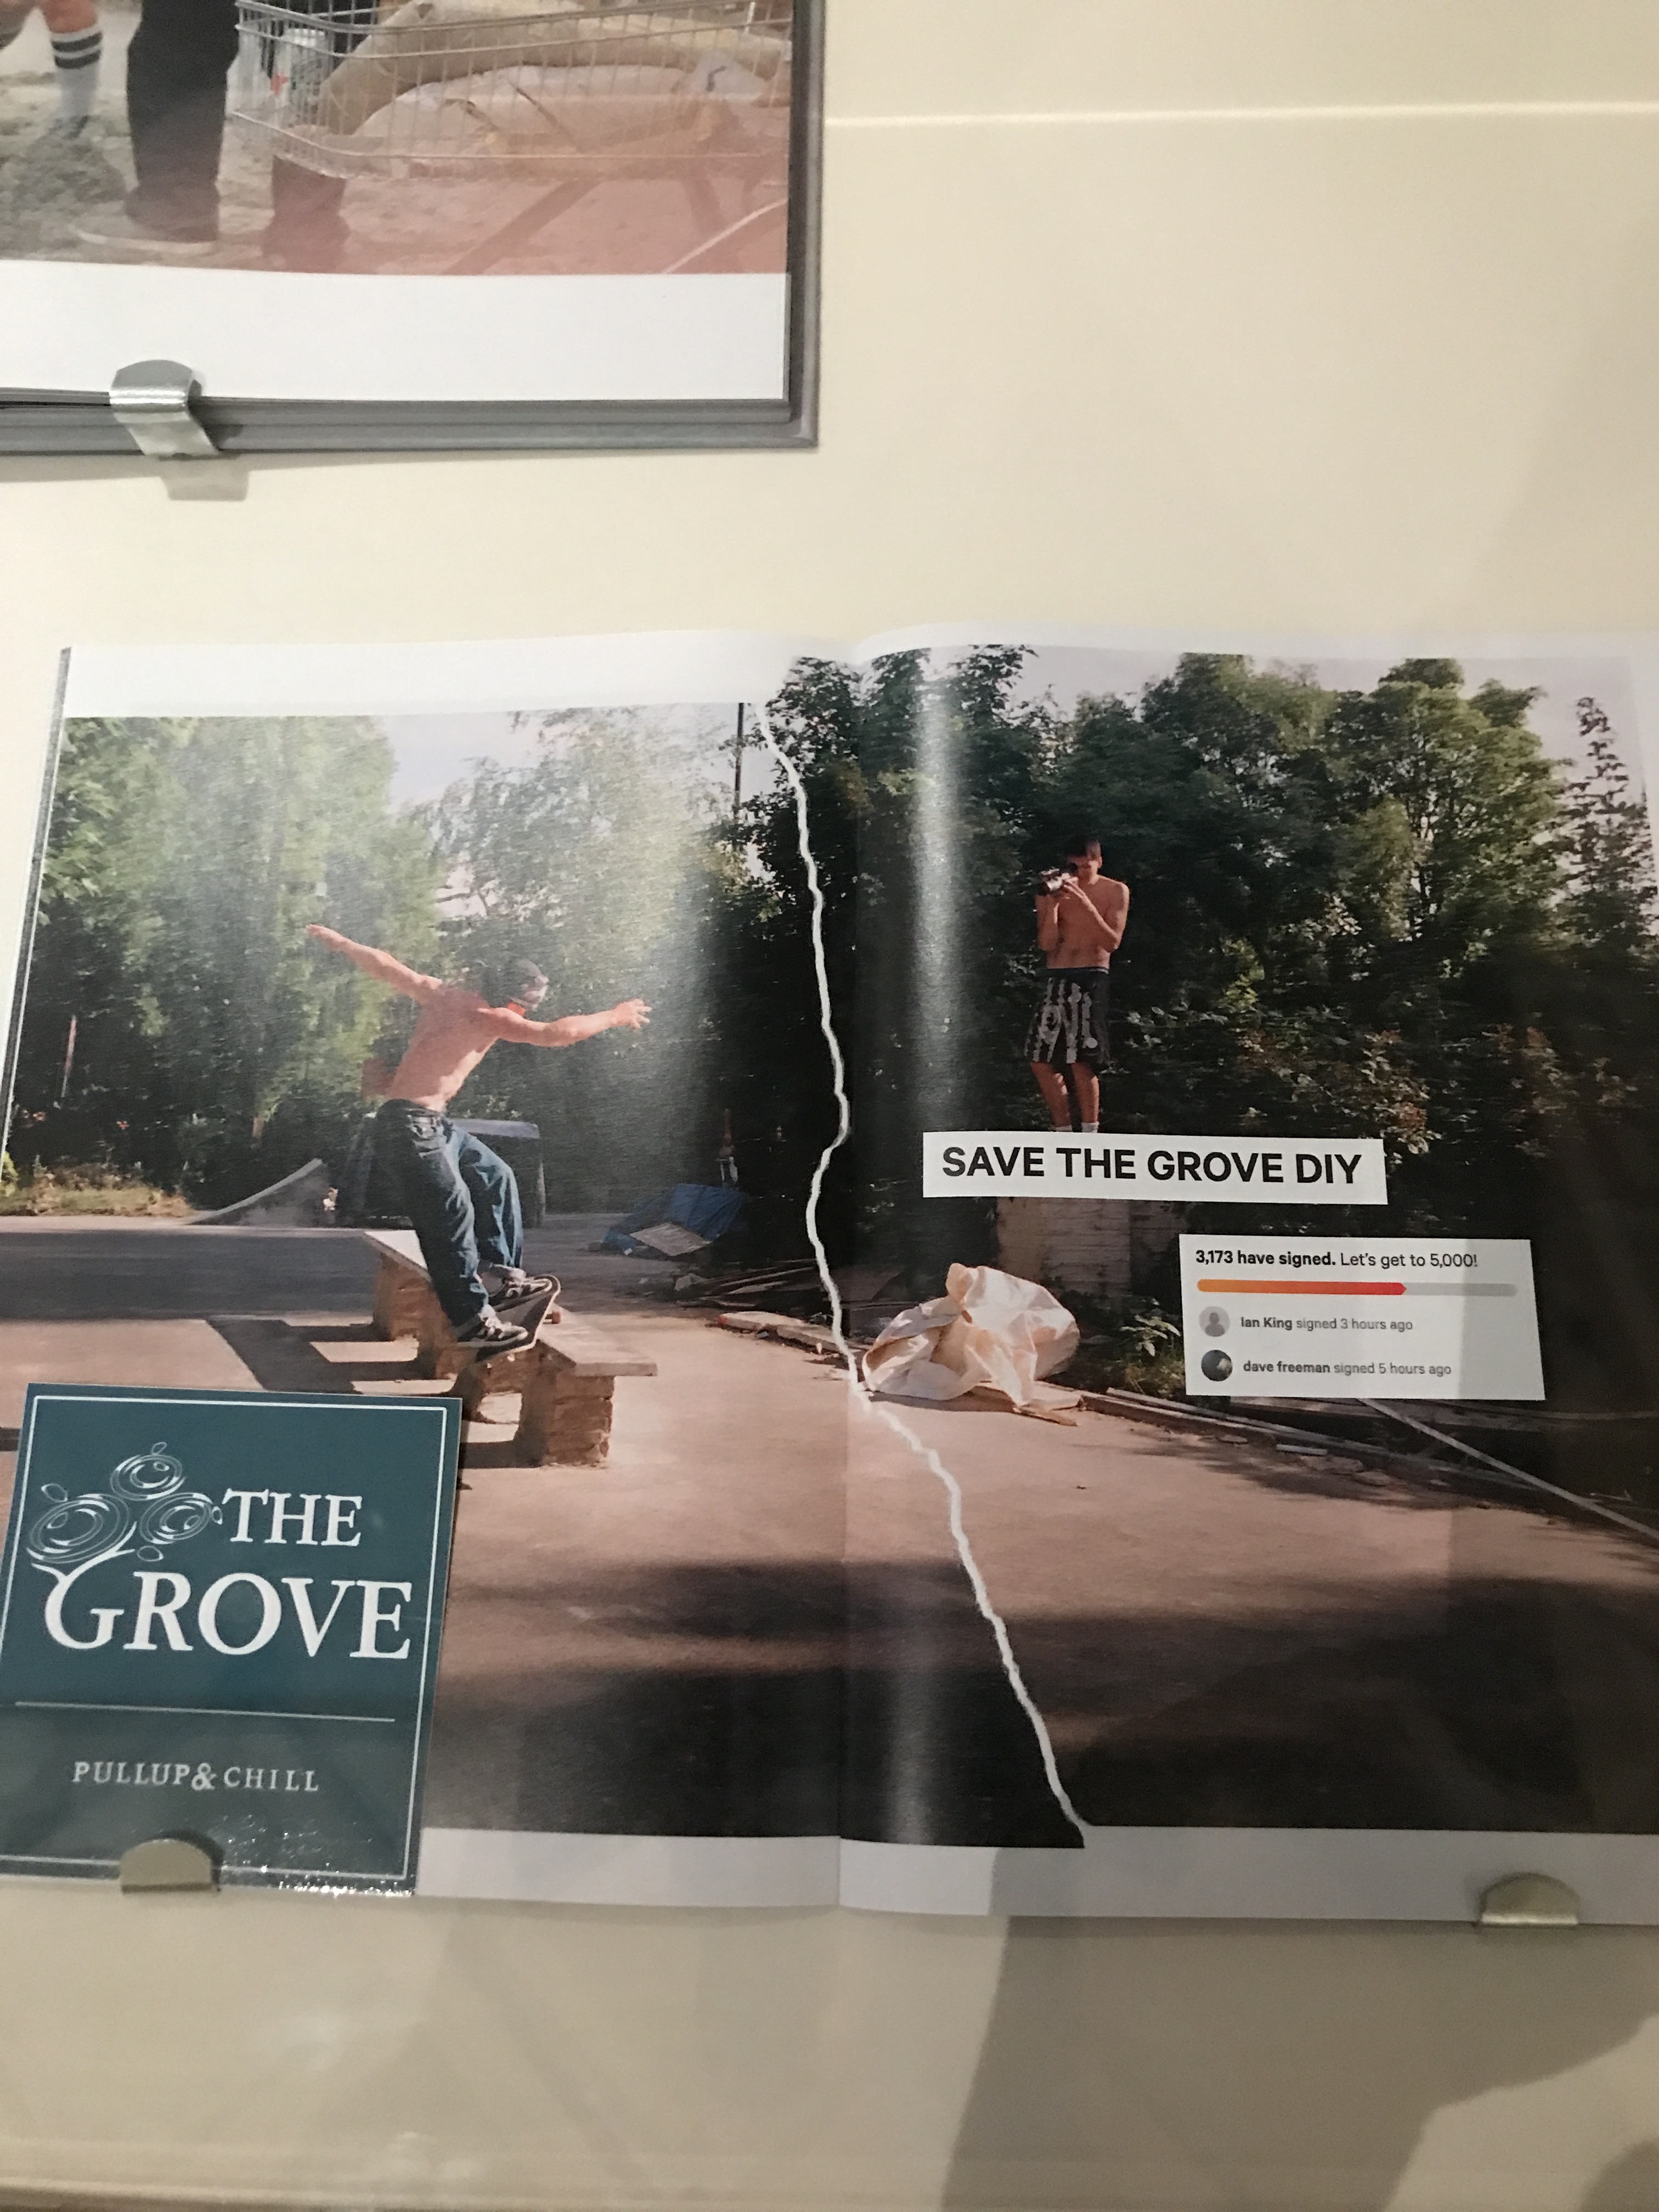 SAVE THE GROVE DIY
3,173 have signed. Let's get to 5,000!
Ian King signed 3 hours ago
dave freeman signed 5 hours ago
THE
GROVE
PULLUP & CHILL